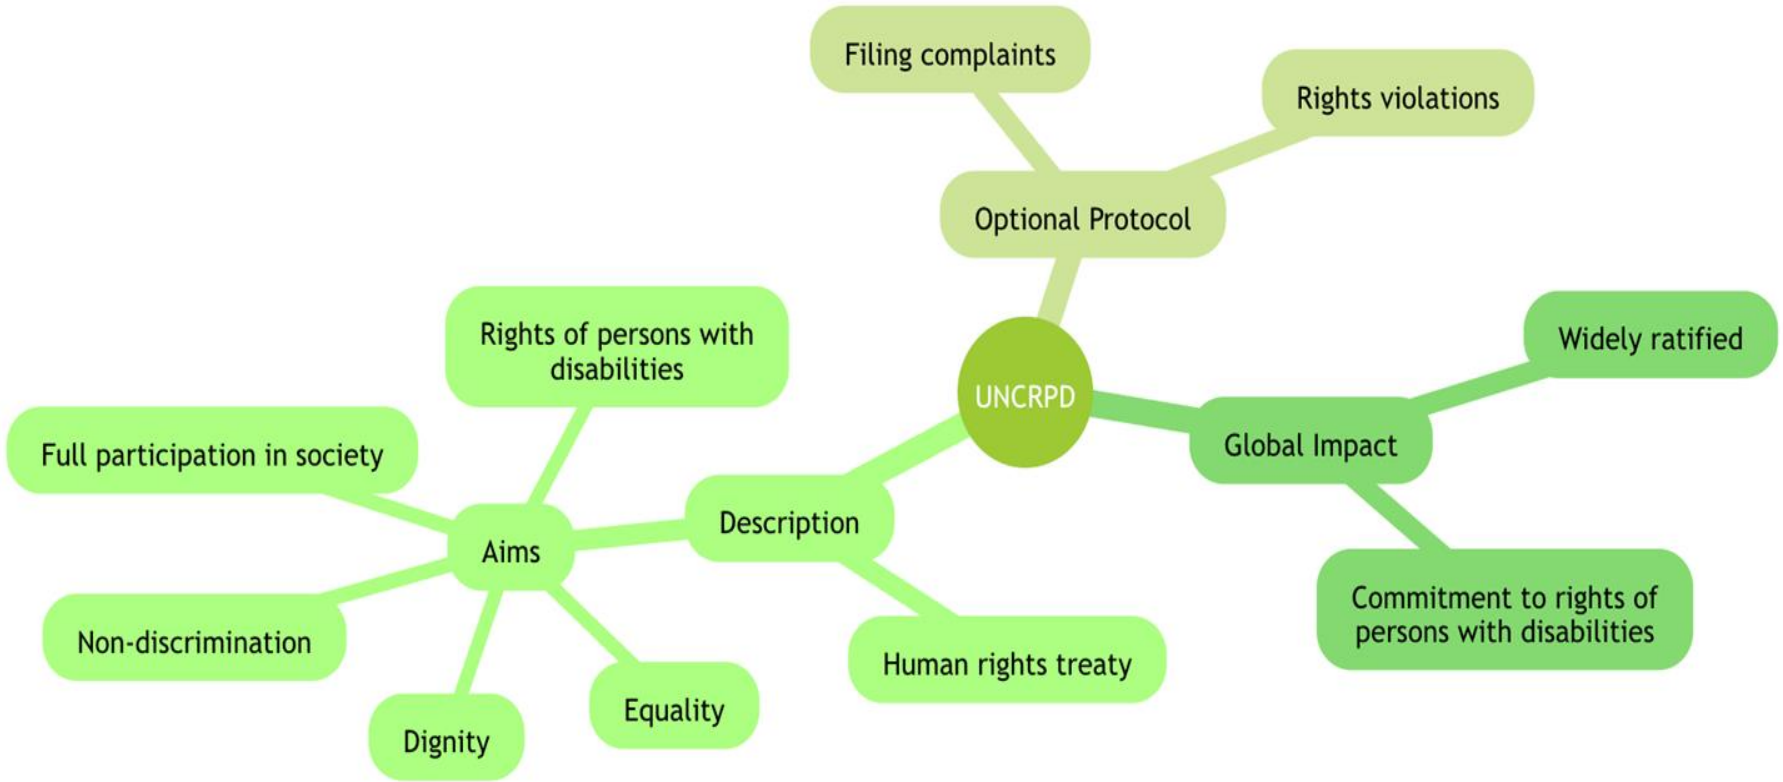 Filing complaints
Rights violations
Optional Protocol
Rights of persons with
disabilities
Widely ratified
UNCRPD
Full participation in society
Global Impact
Description
Aims
Commitment to rights of
persons with disabilities
Non-discrimination
Human rights treaty
Equality
Dignity